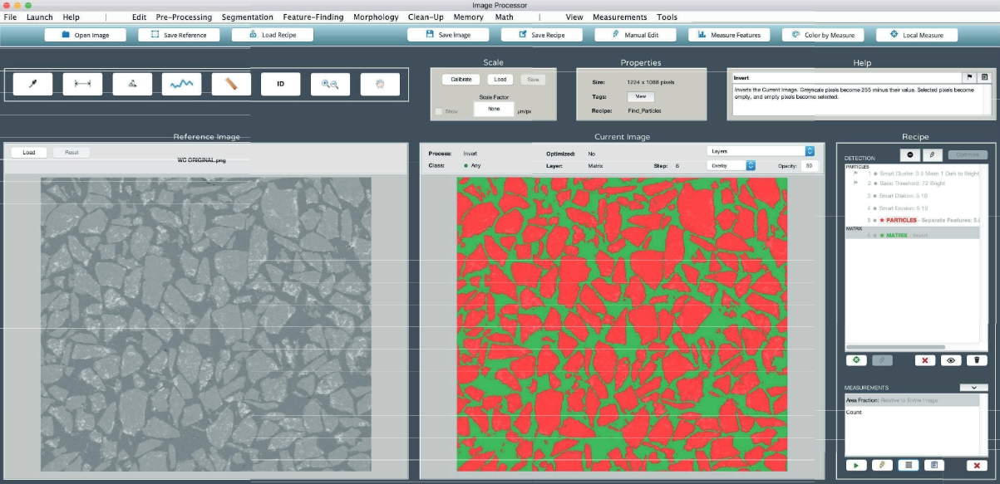 Image Processor
File Launch Help | Edit Pre-Processing Segmentation Feature-Finding Morphology Clean-Up Memory Math | View Measurements Tools
Open Image Save Reference Load Recipe Save Image Save Recipe Manual Edit Measure Features Color by Measure Local Measure
ID
Scale
Calibrate Load Save
Scale Factor
Show None µm/px
Properties
Size: 1224 x 1088 pixels
Tags: View
Recipe: Find_Particles
Help
Invert
Inverts the Current Image. Grayscale pixels become 255 minus their value. Selected pixels become
empty, and empty pixels become selected.
Reference Image
Load Reset
WC ORIGINAL.png
Current Image
Process: Invert Optimized: No Layers
Class: Any Layer: Matrix Step: 6 Overlay Opacity: 50
Recipe
DETECTION Optimize
PARTICLES
1 Smart Cluster: 3 0 Mean 1 Dark to Bright
2 Basic Threshold: 72 Bright
3 Smart Dilation: 5 10
4 Smart Erosion: 5 10
5 ★ PARTICLES - Separate Features: 5.
MATRIX
6 ★ MATRIX - Invert
MEASUREMENTS
Area Fraction: Relative to Entire Image
Count